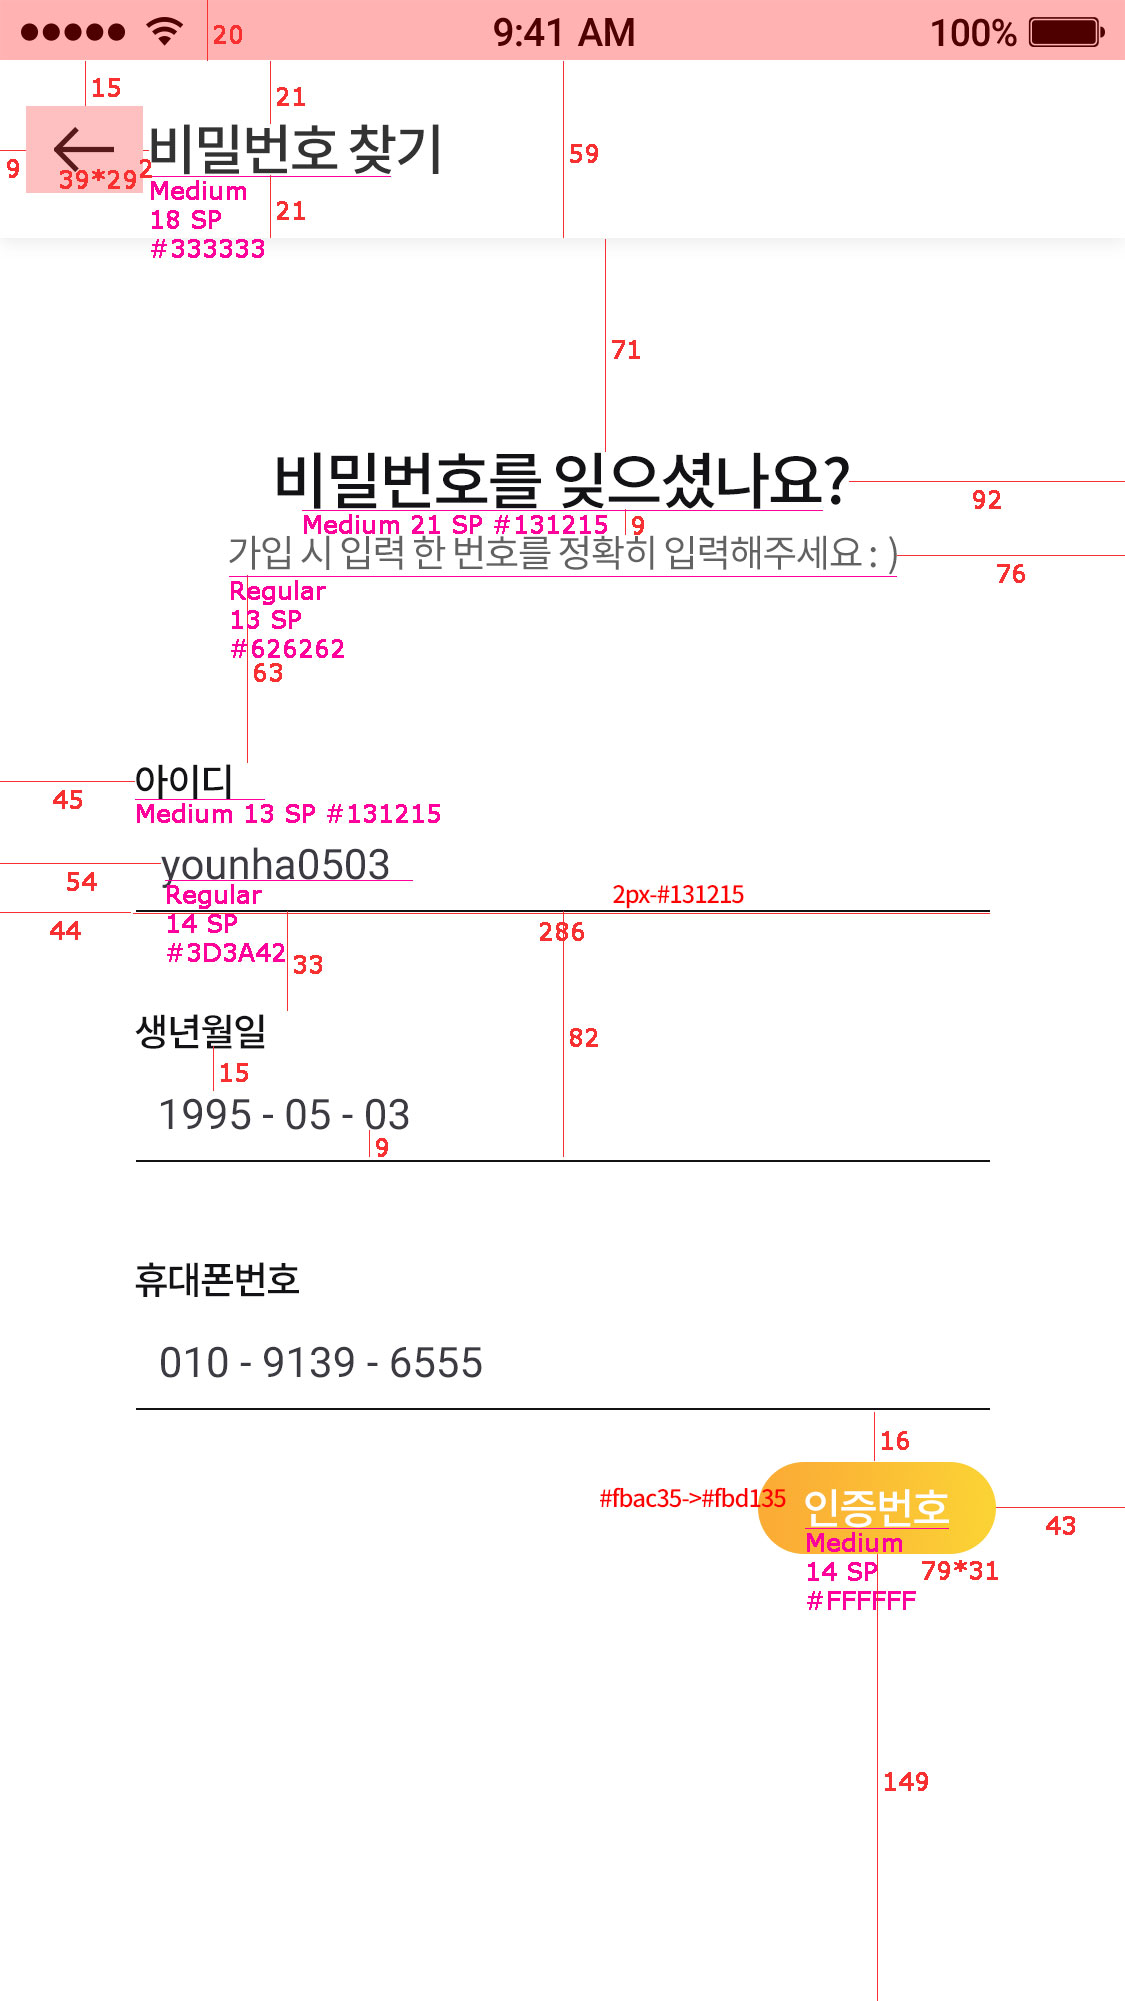 20
9:41 AM
100%
15
21
비밀번호 찾기
59
9
39*29
2
Medium
18 SP
#333333
21
71
비밀번호를 잊으셨나요?
92
Medium 21 SP #131215
9
가입 시 입력 한 번호를 정확히 입력해주세요 : )
76
Regular
13 SP
#626262
63
아이디
45
Medium 13 SP #131215
younha0503
54
Regular
14 SP
#3D3A42
2px-#131215
44
286
33
생년월일
82
15
1995 - 05 - 03
9
휴대폰번호
010 - 9139 - 6555
16
#fbac35->#fbd135
인증번호
43
Medium
14 SP
#FFFFFF
79*31
149